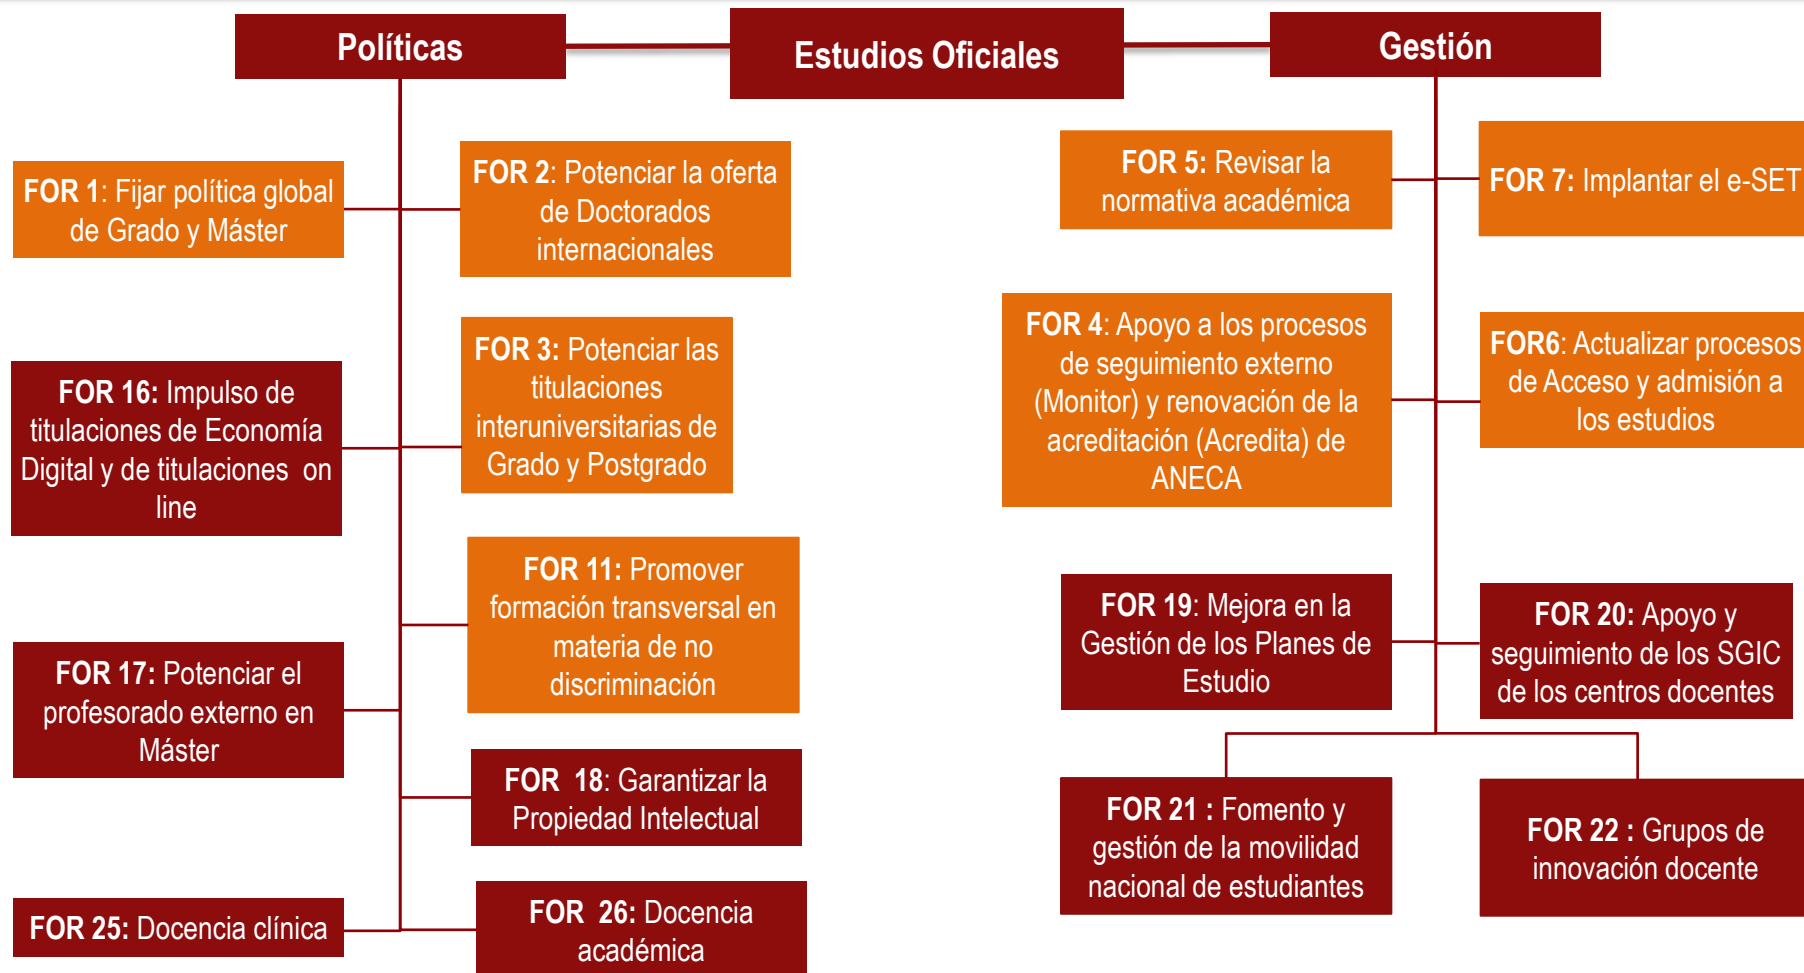 Políticas
Estudios Oficiales
Gestión
FOR 1: Fijar política global
de Grado y Máster
FOR 2: Potenciar la oferta
de Doctorados
internacionales
FOR 16: Impulso de
titulaciones de Economía
Digital y de titulaciones on
line
FOR 3: Potenciar las
titulaciones
interuniversitarias de
Grado y Postgrado
FOR 11: Promover
formación transversal en
materia de no
discriminación
FOR 17: Potenciar el
profesorado externo en
Máster
FOR 18: Garantizar la
Propiedad Intelectual
FOR 25: Docencia clínica
FOR 26: Docencia
académica
FOR 5: Revisar la
normativa académica
FOR 7: Implantar el e-SET
FOR 4: Apoyo a los procesos
de seguimiento externo
(Monitor) y renovación de la
acreditación (Acredita) de
ANECA
FOR6: Actualizar procesos
de Acceso y admisión a
los estudios
FOR 19: Mejora en la
Gestión de los Planes de
Estudio
FOR 20: Apoyo y
seguimiento de los SGIC
de los centros docentes
FOR 21 : Fomento y
gestión de la movilidad
nacional de estudiantes
FOR 22 : Grupos de
innovación docente